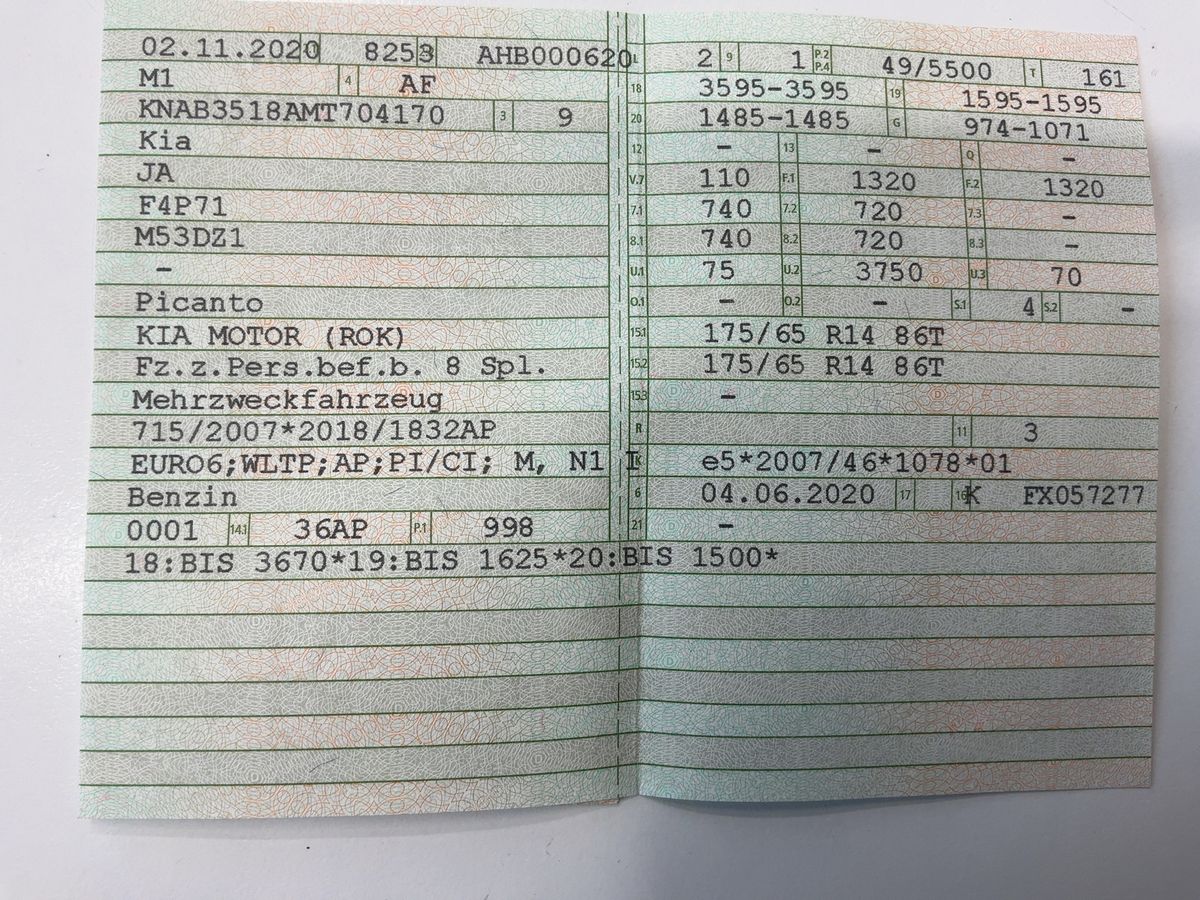 02.11.2020 8253 AHB000620 L 2 9 1 P.2 P.4 49/5500 T 161
M1 4 AF 18 3595-3595 19 1595-1595
KNAB3518AMT704170 3 9 20 1485-1485 G 974-1071
Kia 12 - 13 - Q -
JA V.7 110 F.1 1320 F.2 1320
F4P71 7.1 740 7.2 720 7.3 -
M53DZ1 8.1 740 8.2 720 8.3 -
- U.1 75 U.2 3750 U.3 70
Picanto O.1 - O.2 - S.1 4 S.2 -
KIA MOTOR (ROK) 15.1 175/65 R14 86T
Fz.z.Pers.bef.b. 8 Spl. 15.2 175/65 R14 86T
Mehrzweckfahrzeug 15.3 -
715/2007*2018/1832AP R 11 3
EURO6;WLTP;AP;PI/CI; M, N1 I K e5*2007/46*1078*01
Benzin 6 04.06.2020 17 16 K FX057277
0001 14.1 36AP P.1 998 21 -
18:BIS 3670*19:BIS 1625*20:BIS 1500*